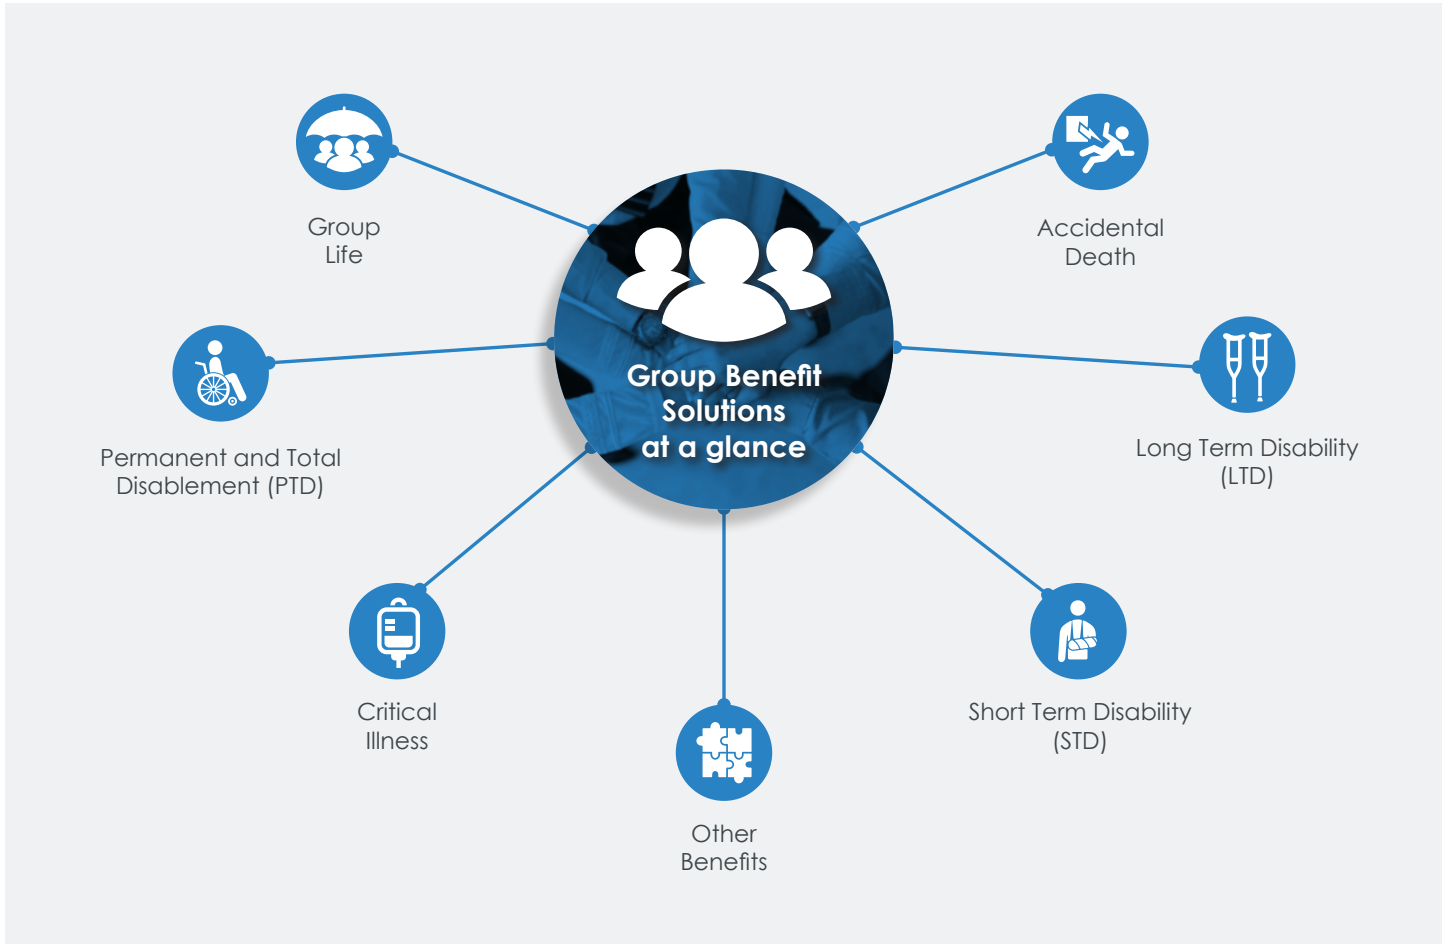 Group
Life
Accidental
Death
Group Benefit
Solutions
at a glance
Permanent and Total
Disablement (PTD)
Long Term Disability
(LTD)
Critical
Illness
Short Term Disability
(STD)
Other
Benefits